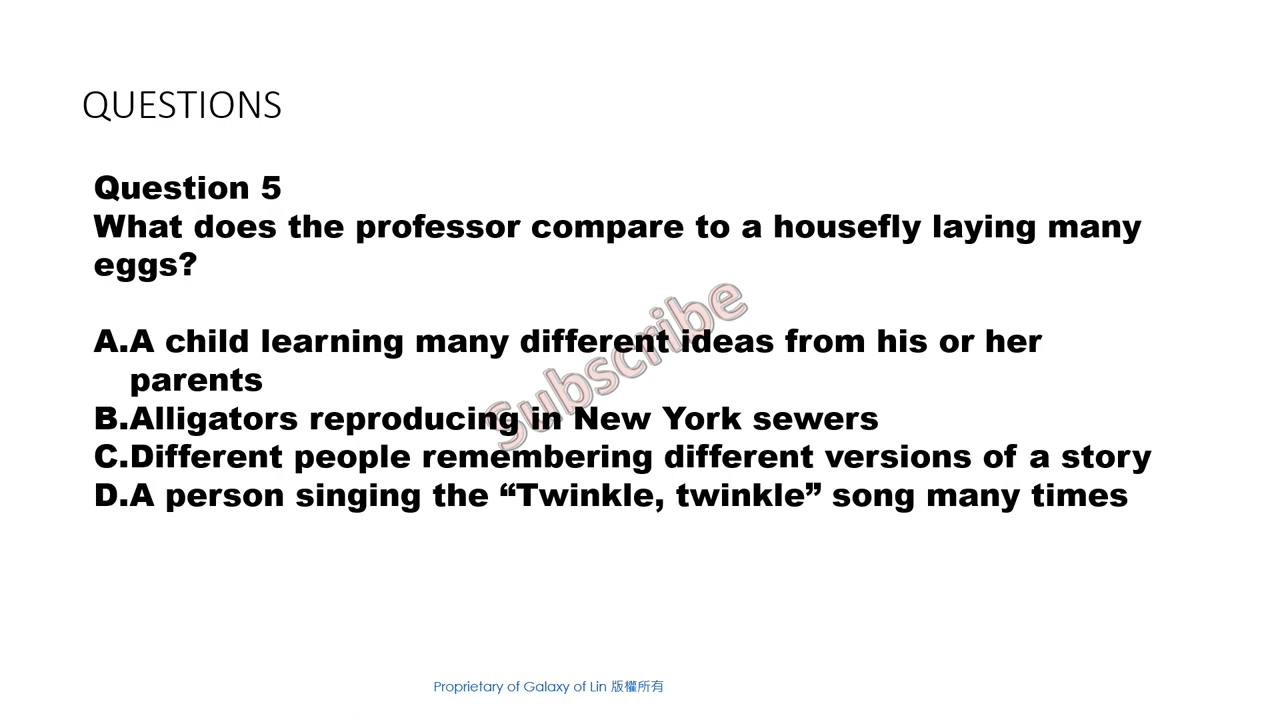 QUESTIONS
Question 5
What does the professor compare to a housefly laying many
eggs?
A.A child learning many different ideas from his or her
parents
B.Alligators reproducing in New York sewers
C.Different people remembering different versions of a story
D.A person singing the “Twinkle, twinkle” song many times
Subscribe
Proprietary of Galaxy of Lin 版權所有